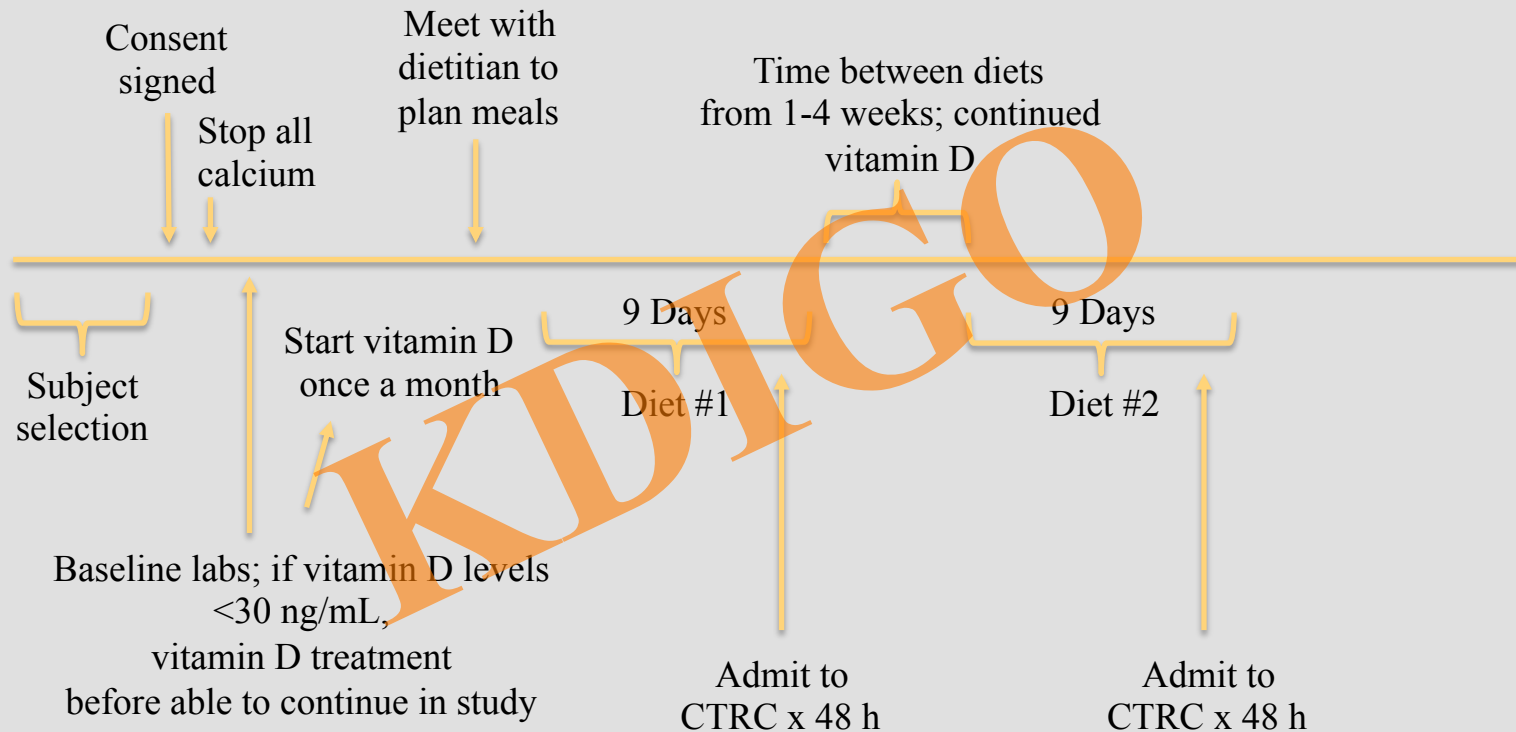 Consent
signed
Stop all
calcium
Meet with
dietitian to
plan meals
Time between diets
from 1-4 weeks; continued
vitamin D
Subject
selection
Start vitamin D
once a month
9 Days
Diet #1
9 Days
Diet #2
Baseline labs; if vitamin D levels
<30 ng/mL,
vitamin D treatment
before able to continue in study
Admit to
CTRC x 48 h
Admit to
CTRC x 48 h
KDIGO